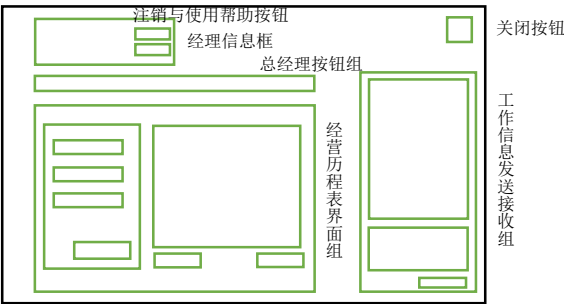 注销与使用帮助按钮
关闭按钮
经理信息框
总经理按钮组
经营历程表界面组
工作信息发送接收组